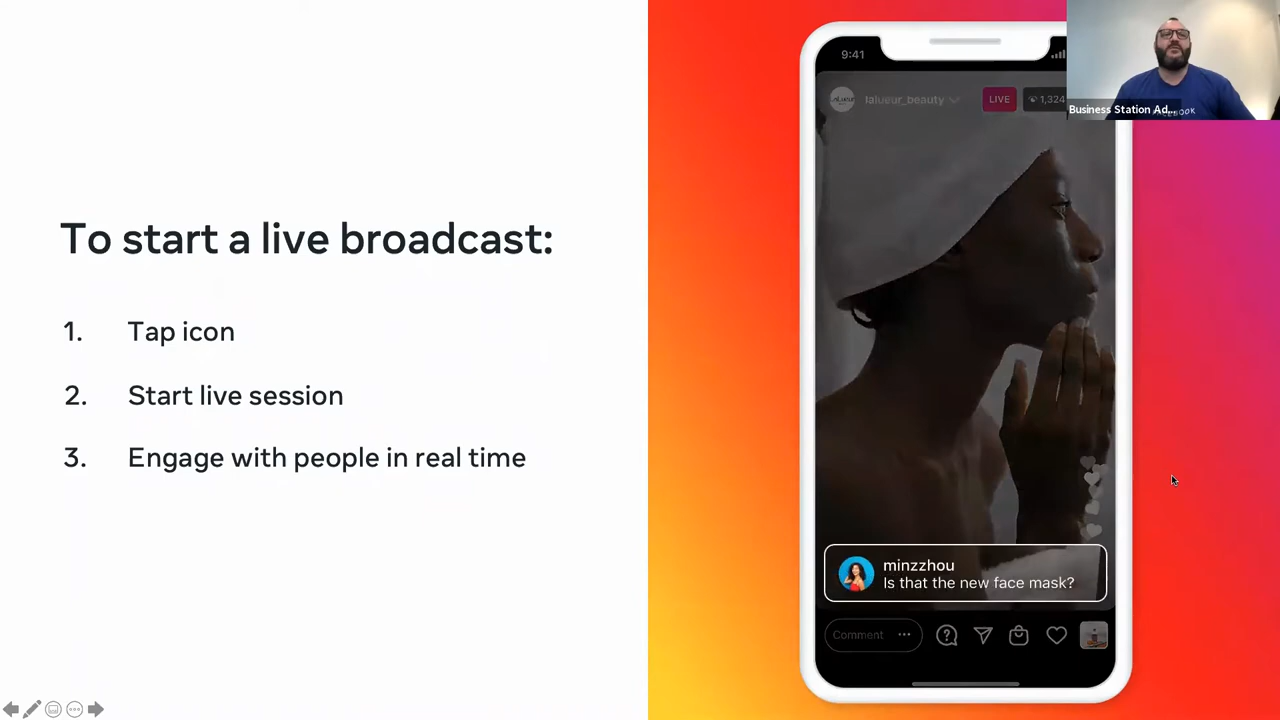 To start a live broadcast:
1. Tap icon
2. Start live session
3. Engage with people in real time
9:41
lalueur_beauty
LIVE
1,324
Business Station Ad...
minzzhou
Is that the new face mask?
Comment